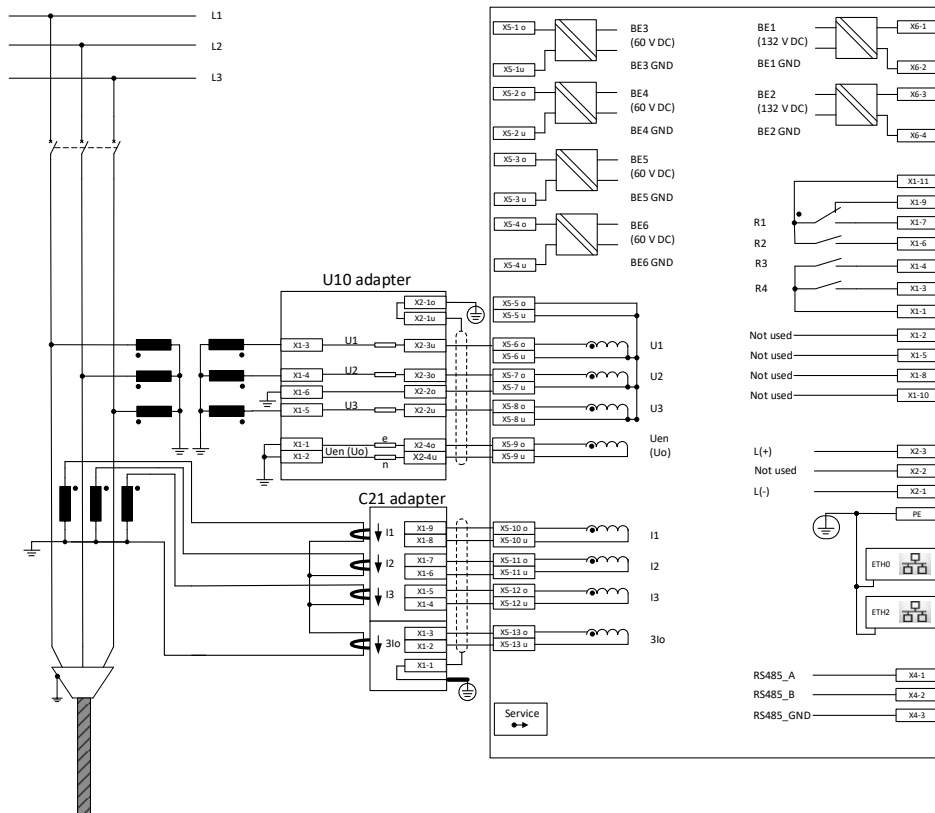 L1
L2
L3
X5-1 o
BE3
(60 V DC)
X5-1u
BE3 GND
X5-2 o
BE4
(60 V DC)
X5-2 u
BE4 GND
X5-3 o
BE5
(60 V DC)
X5-3 u
BE5 GND
X5-4 o
BE6
(60 V DC)
X5-4 u
BE6 GND
BE1
(132 V DC)
X6-1
BE1 GND
X6-2
BE2
(132 V DC)
X6-3
BE2 GND
X6-4
X1-11
X1-9
R1
X1-7
R2
X1-6
R3
X1-4
R4
X1-3
X1-1
Not used
X1-2
Not used
X1-5
Not used
X1-8
Not used
X1-10
U10 adapter
X2-1o
X2-1u
X1-3
U1
X2-3u
X1-4
U2
X2-3o
X1-6
X2-2o
X1-5
U3
X2-2u
X1-1
e
X2-4o
X1-2
Uen (Uo)
X2-4u
n
X5-5 o
X5-5 u
X5-6 o
X5-6 u
U1
X5-7 o
X5-7 u
U2
X5-8 o
X5-8 u
U3
X5-9 o
X5-9 u
Uen
(Uo)
C21 adapter
I1
X1-9
X1-8
I2
X1-7
X1-6
I3
X1-5
X1-4
3Io
X1-3
X1-2
X1-1
X5-10 o
X5-10 u
I1
X5-11 o
X5-11 u
I2
X5-12 o
X5-12 u
I3
X5-13 o
X5-13 u
3Io
L(+)
X2-3
Not used
X2-2
L(-)
X2-1
PE
ETH0
ETH2
RS485_A
X4-1
RS485_B
X4-2
RS485_GND
X4-3
Service